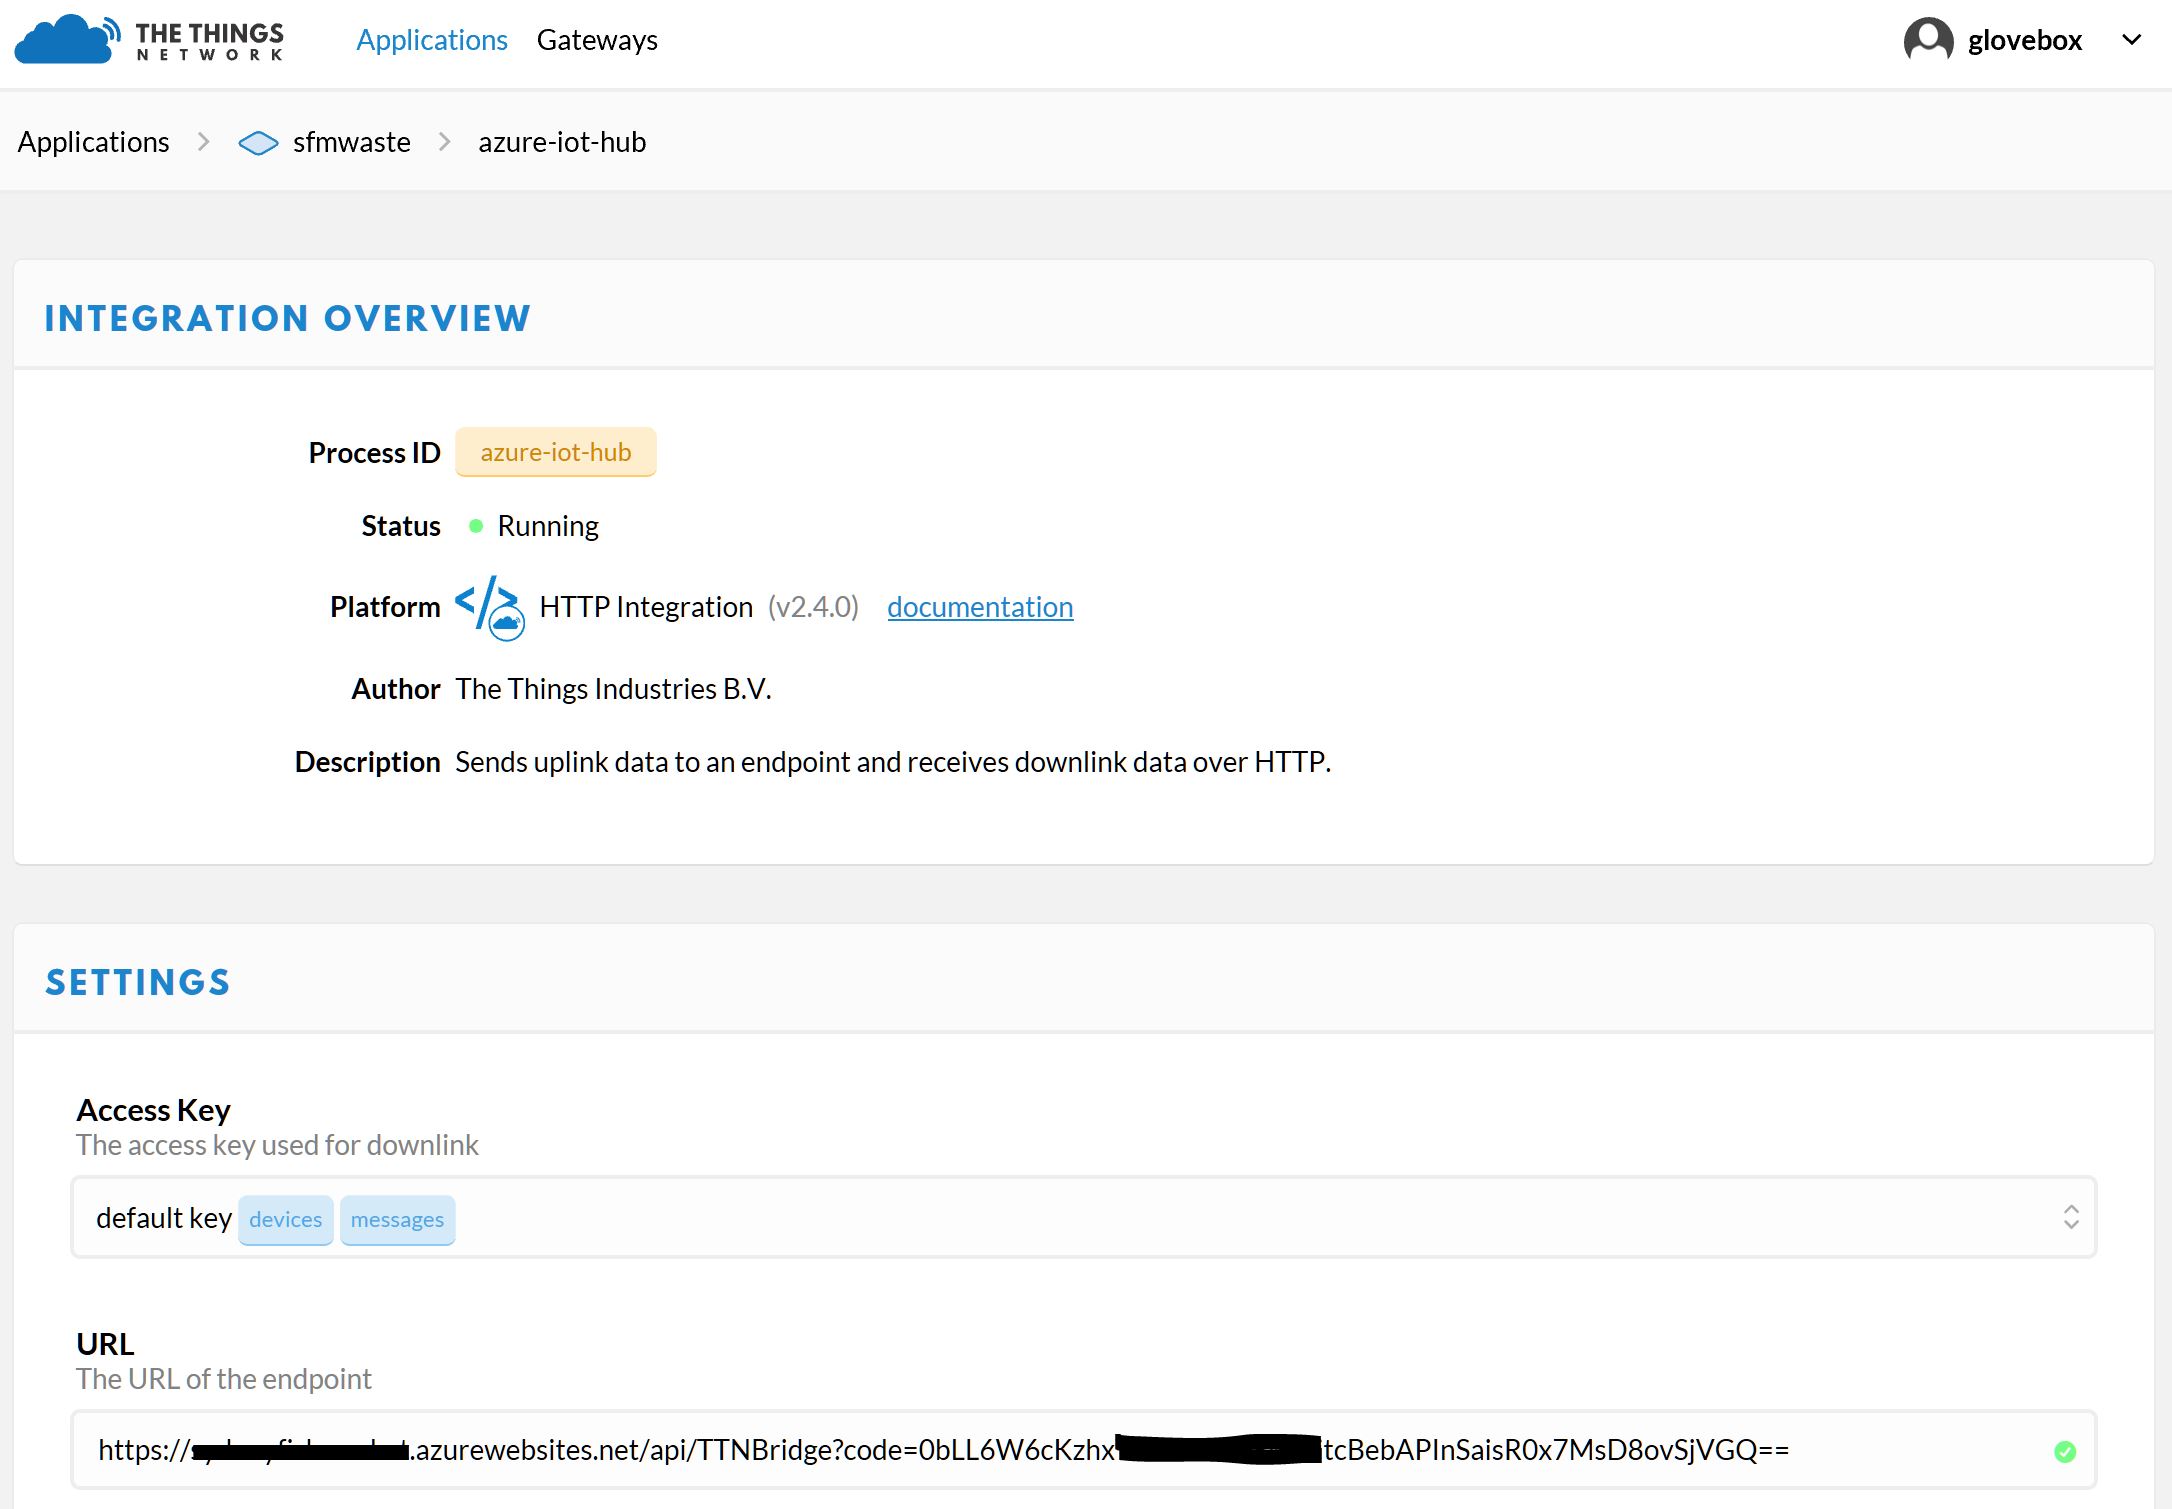 THE THINGS
NETWORK
Applications Gateways
glovebox
Applications sfmwaste azure-iot-hub
INTEGRATION OVERVIEW
Process ID azure-iot-hub
Status Running
Platform HTTP Integration (v2.4.0) documentation
Author The Things Industries B.V.
Description Sends uplink data to an endpoint and receives downlink data over HTTP.
SETTINGS
Access Key
The access key used for downlink
default key devices messages
URL
The URL of the endpoint
https:// .azurewebsites.net/api/TTNBridge?code=0bLL6W6cKzhx tcBebAPInSaisR0x7MsD8ovSjVGQ==